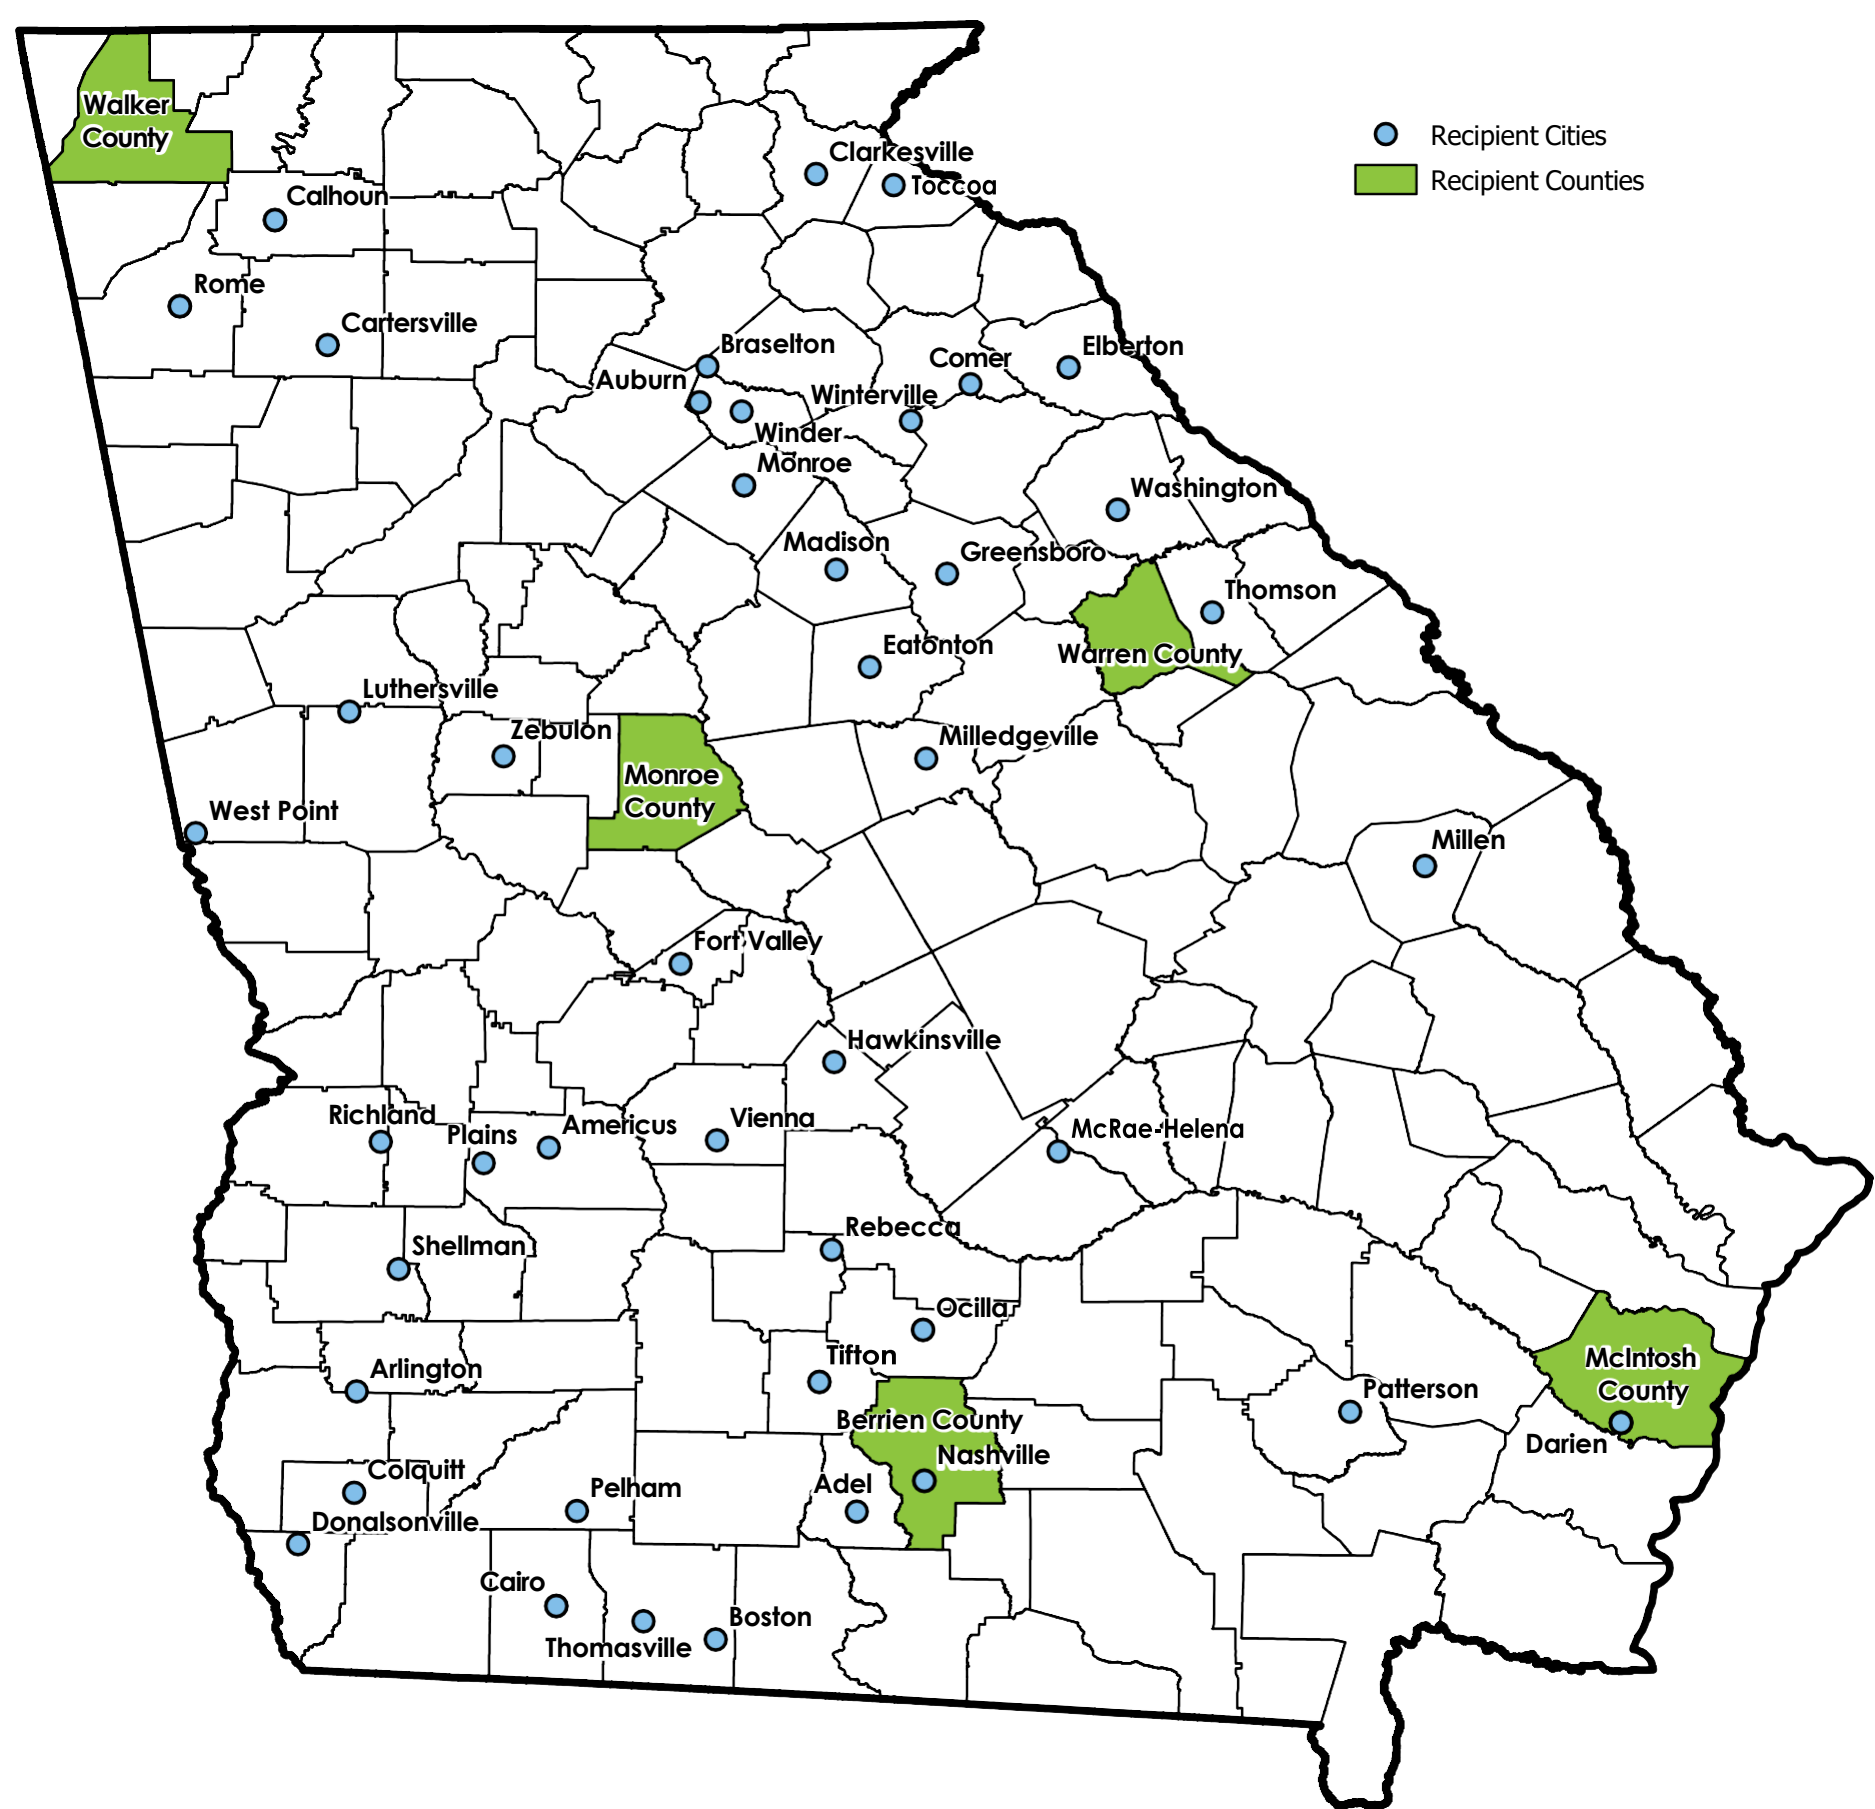 Walker
County
Clarkesville
Toccoa
Recipient Cities
Recipient Counties
Calhoun
Rome
Cartersville
Braselton
Comer
Elberton
Auburn
Winterville
Winder
Monroe
Washington
Madison
Greensboro
Thomson
Eatonton
Warren County
Luthersville
Zebulon
Milledgeville
Monroe
County
West Point
Millen
Fort Valley
Hawkinsville
Richland
Plains
Americus
Vienna
McRae-Helena
Rebecca
Shellman
Ocilla
Tifton
McIntosh
County
Arlington
Patterson
Berrien County
Darien
Nashville
Colquitt
Pelham
Adel
Donalsonville
Cairo
Boston
Thomasville